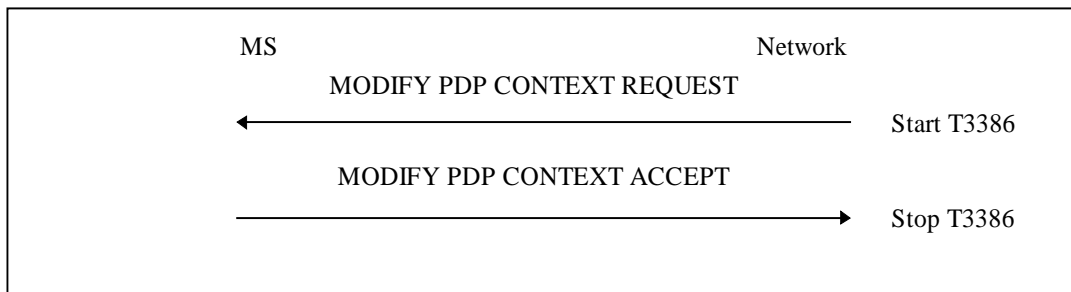 MS Network
MODIFY PDP CONTEXT REQUEST
Start T3386
MODIFY PDP CONTEXT ACCEPT
Stop T3386